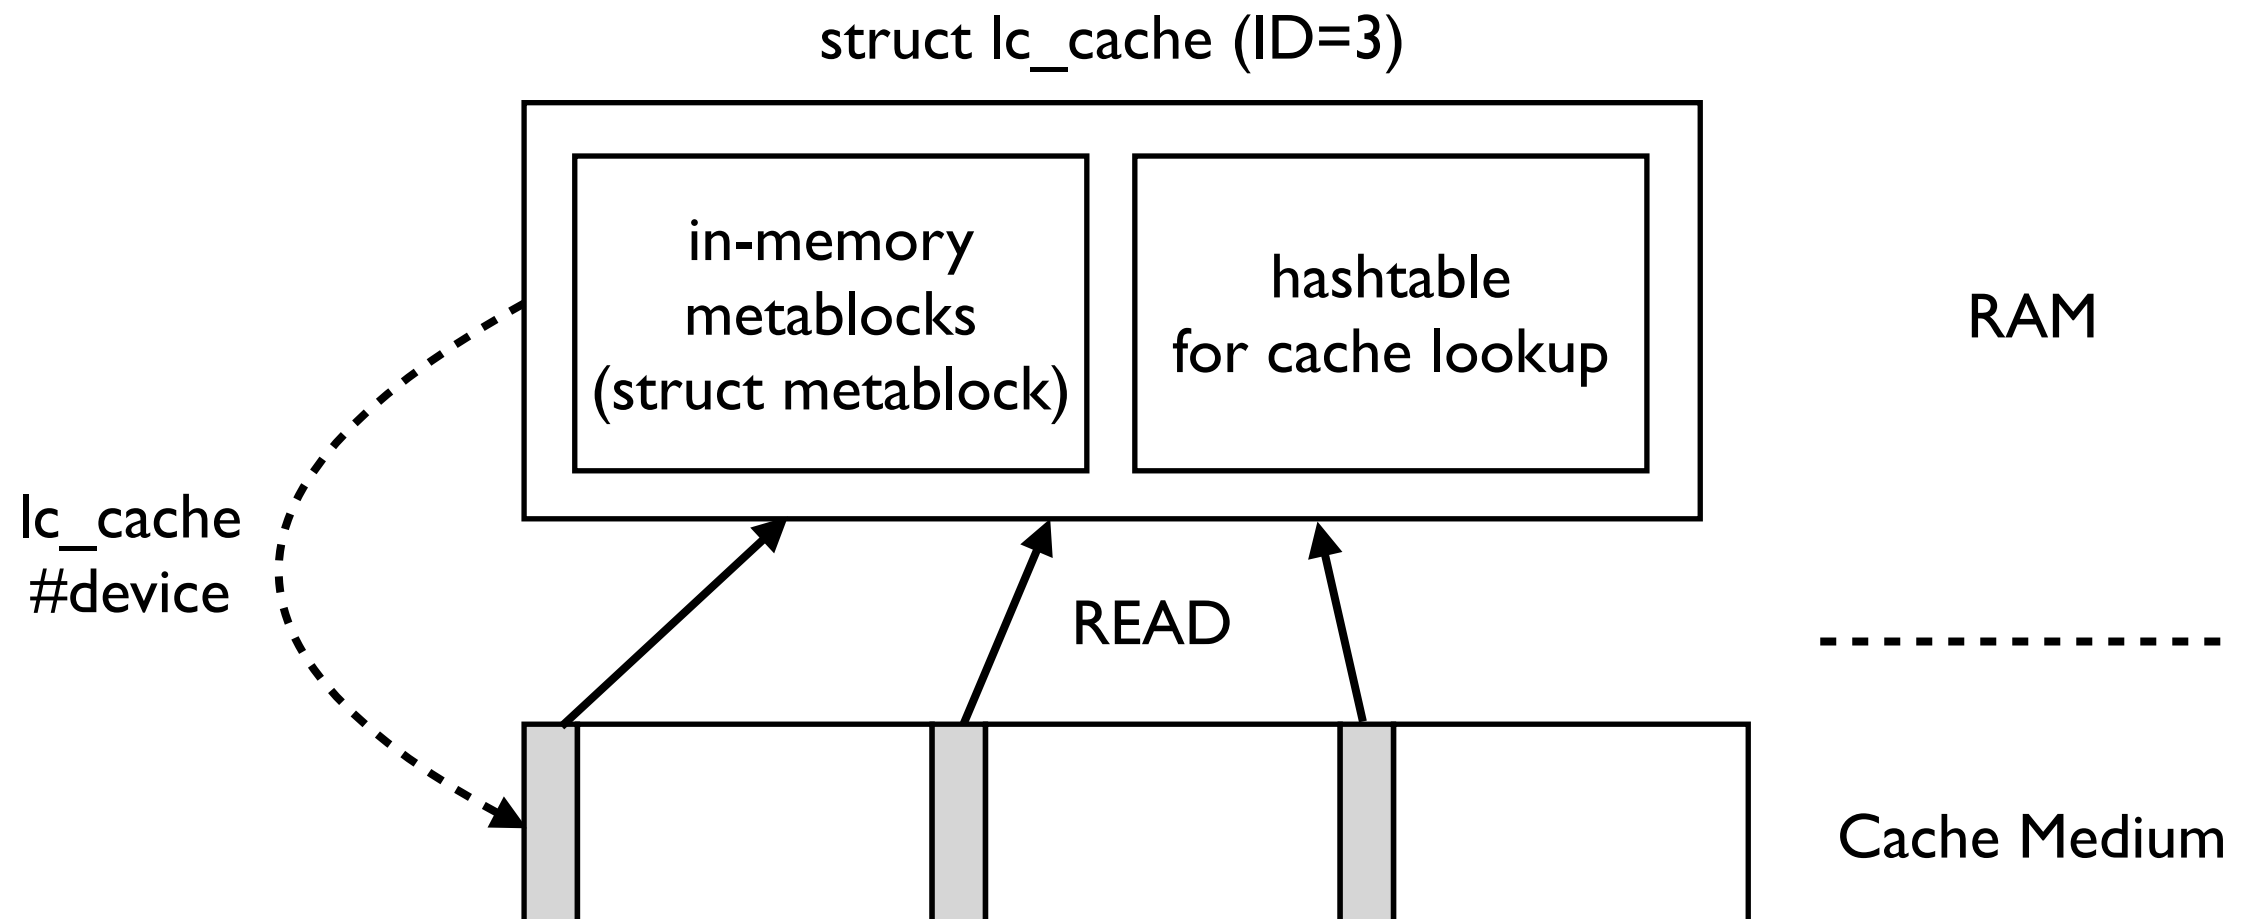 struct lc_cache (ID=3)
in-memory
metablocks
(struct metablock)
hashtable
for cache lookup
RAM
lc_cache
#device
READ
Cache Medium